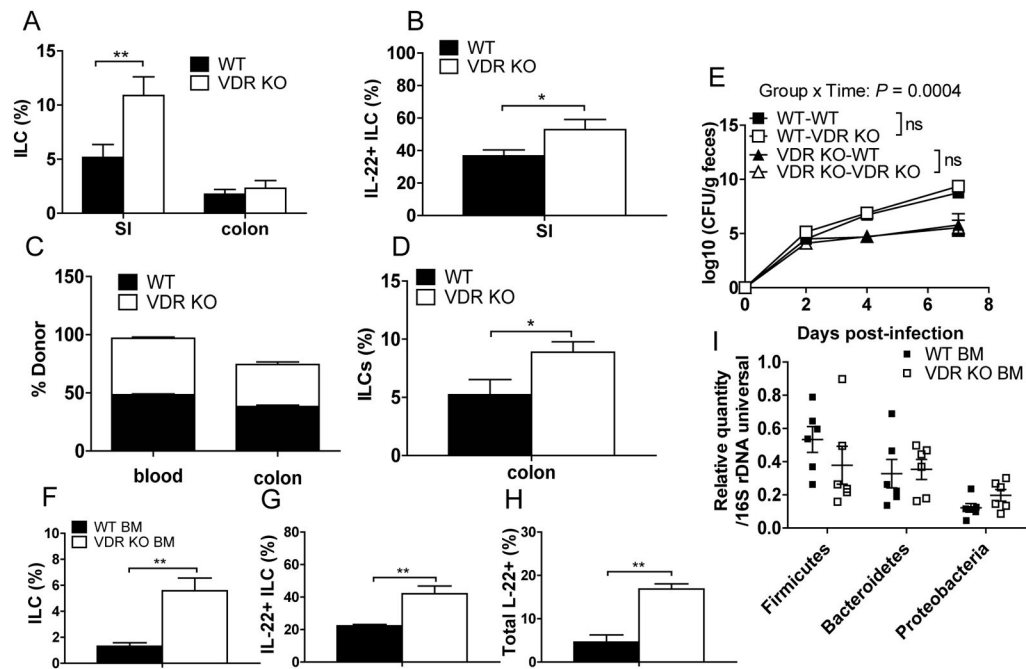 A
ILC (%)
15
10
5
0
**
WT
VDR KO
SI
colon
B
IL-22+ ILC (%)
100
80
60
40
20
0
WT
VDR KO
*
SI
C
% Donor
150
100
50
0
WT
VDR KO
blood
colon
D
ILCs (%)
15
10
5
0
WT
VDR KO
*
colon
E
Group x Time: P = 0.0004
WT-WT
WT-VDR KO
ns
VDR KO-WT
VDR KO-VDR KO
ns
log10 (CFU/g feces)
15
10
5
0
0 2 4 6 8
Days post-infection
F
ILC (%)
8
6
4
2
0
WT BM
VDR KO BM
**
G
IL-22+ ILC (%)
100
80
60
40
20
0
**
H
Total L-22+ (%)
30
20
10
0
**
I
WT BM
VDR KO BM
Relative quantity
/16S rDNA universal
1.0
0.8
0.6
0.4
0.2
0.0
Firmicutes
Bacteroidetes
Proteobacteria